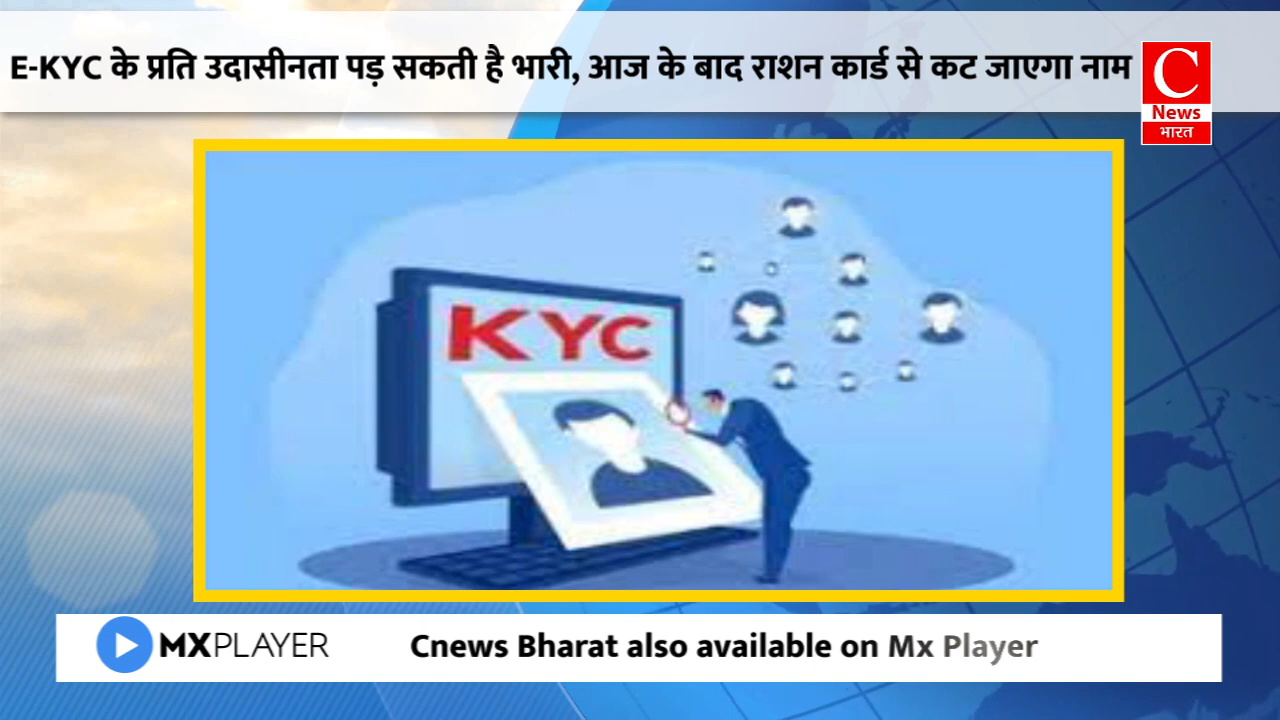 E-KYC के प्रति उदासीनता पड़ सकती है भारी, आज के बाद राशन कार्ड से कट जाएगा नाम
C
News
भारत
KYC
MXPLAYER
Cnews Bharat also available on Mx Player